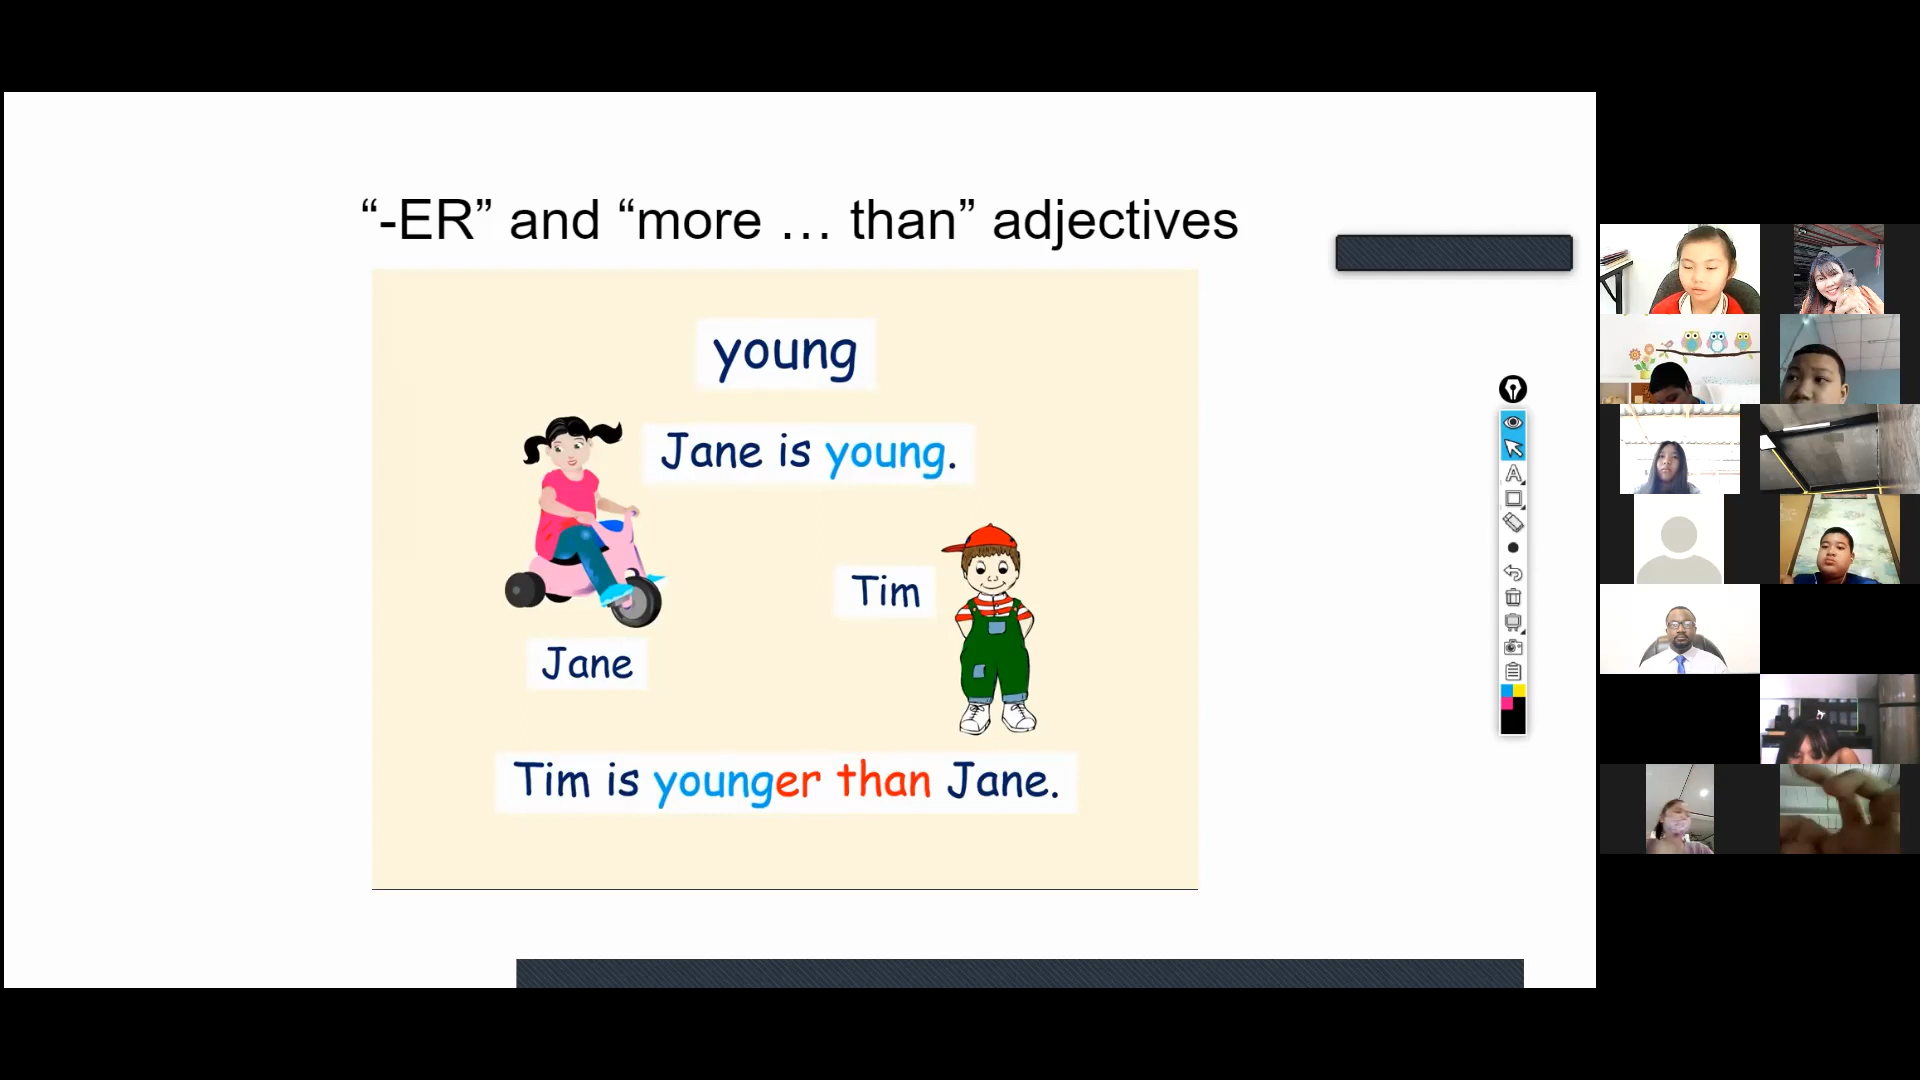 “-ER” and “more … than” adjectives
young
Jane is young.
Tim
Jane
Tim is younger than Jane.
A